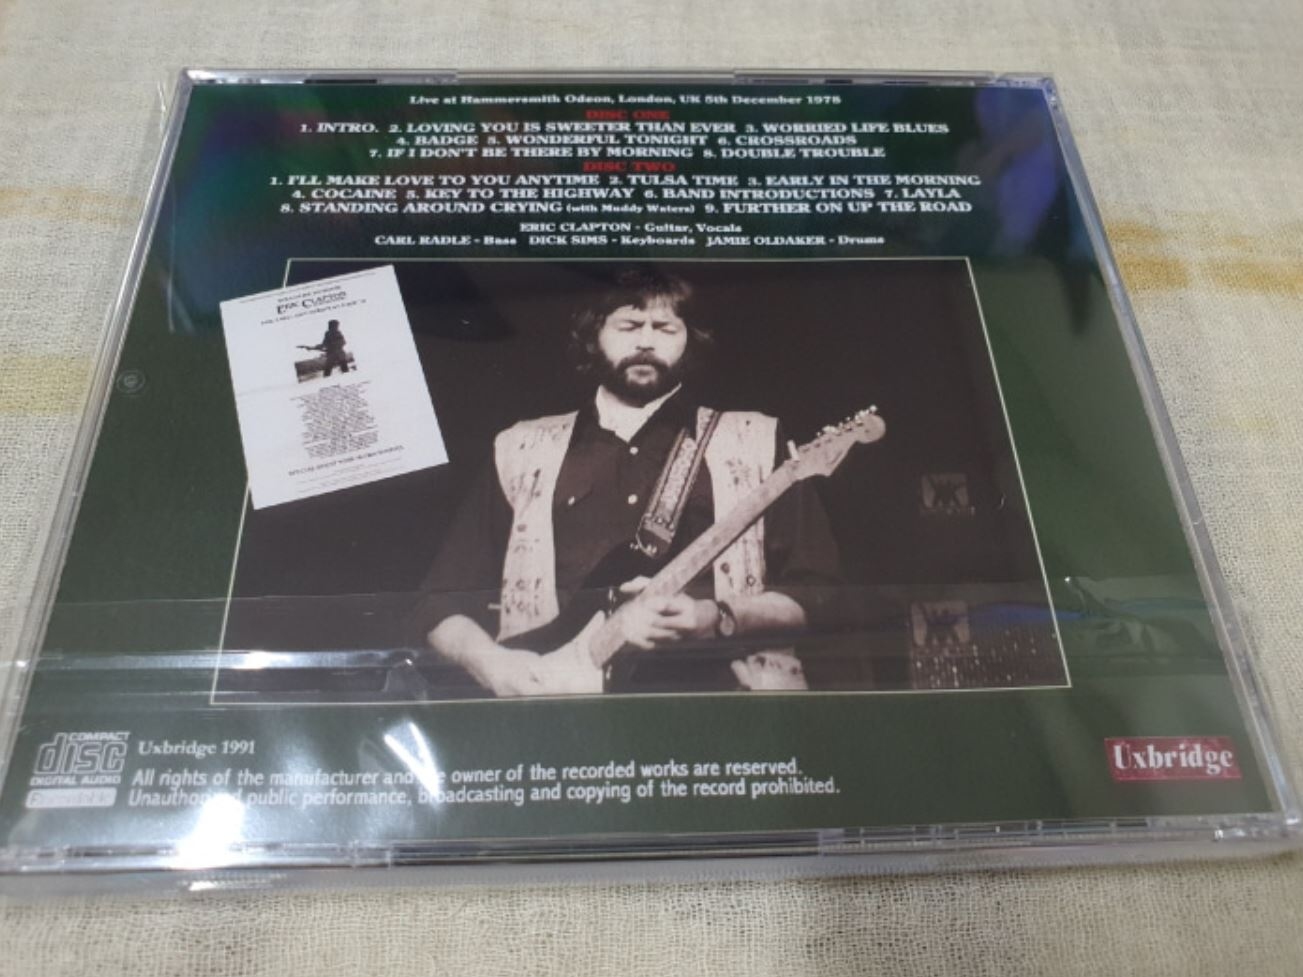 Live at Hammersmith Odeon, London, UK 5th December 1978
DISC ONE
1. INTRO. 2. LOVING YOU IS SWEETER THAN EVER 3. WORRIED LIFE BLUES
4. BADGE 5. WONDERFUL TONIGHT 6. CROSSROADS
7. IF I DON'T BE THERE BY MORNING 8. DOUBLE TROUBLE
DISC TWO
1. I'LL MAKE LOVE TO YOU ANYTIME 2. TULSA TIME 3. EARLY IN THE MORNING
4. COCAINE 5. KEY TO THE HIGHWAY 6. BAND INTRODUCTIONS 7. LAYLA
8. STANDING AROUND CRYING (with Muddy Waters) 9. FURTHER ON UP THE ROAD
ERIC CLAPTON - Guitar, Vocals
CARL RADLE - Bass DICK SIMS - Keyboards JAMIE OLDAKER - Drums
ERIC CLAPTON
COMPACT
disc
DIGITAL AUDIO
Uxbridge 1991
All rights of the manufacturer and owner of the recorded works are reserved.
Unauthorized public performance, broadcasting and copying of the record prohibited.
Uxbridge